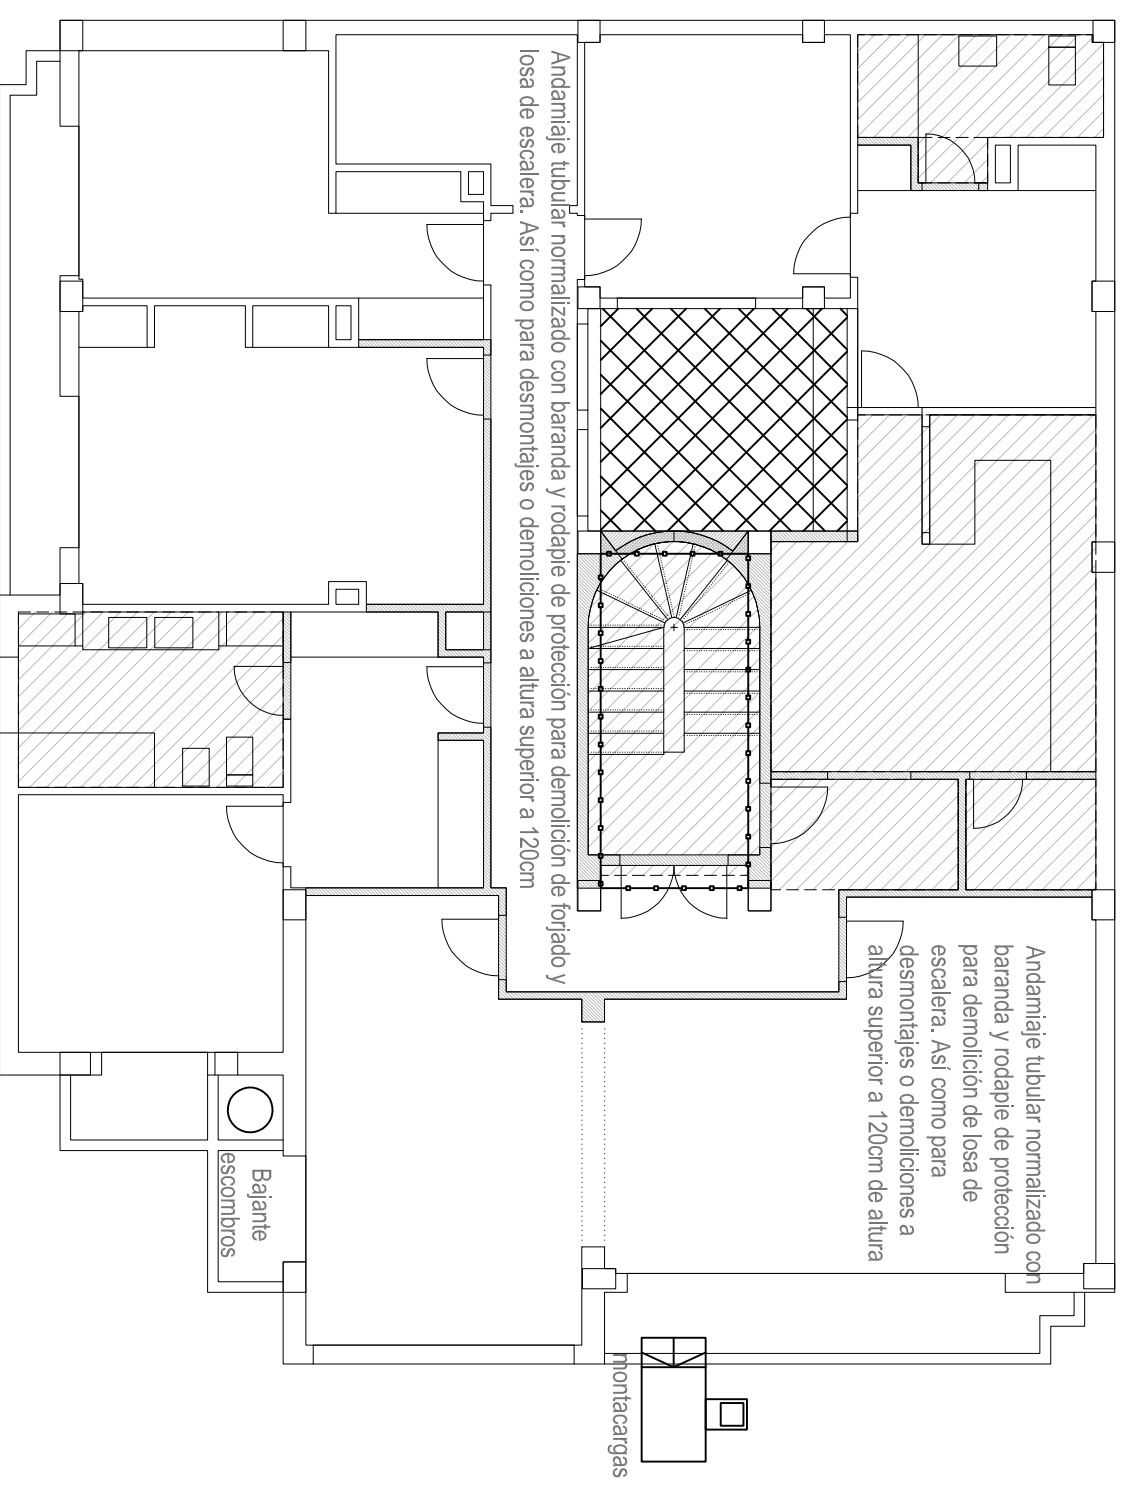 Andamiaje tubular normalizado con baranda y rodapie de protección para demolición de forjado y
losa de escalera. Así como para desmontajes o demoliciones a altura superior a 120cm
Andamiaje tubular normalizado con
baranda y rodapie de protección
para demolición de losa de
escalera. Así como para
desmontajes o demoliciones a
altura superior a 120cm de altura
Bajante
escombros
montacargas